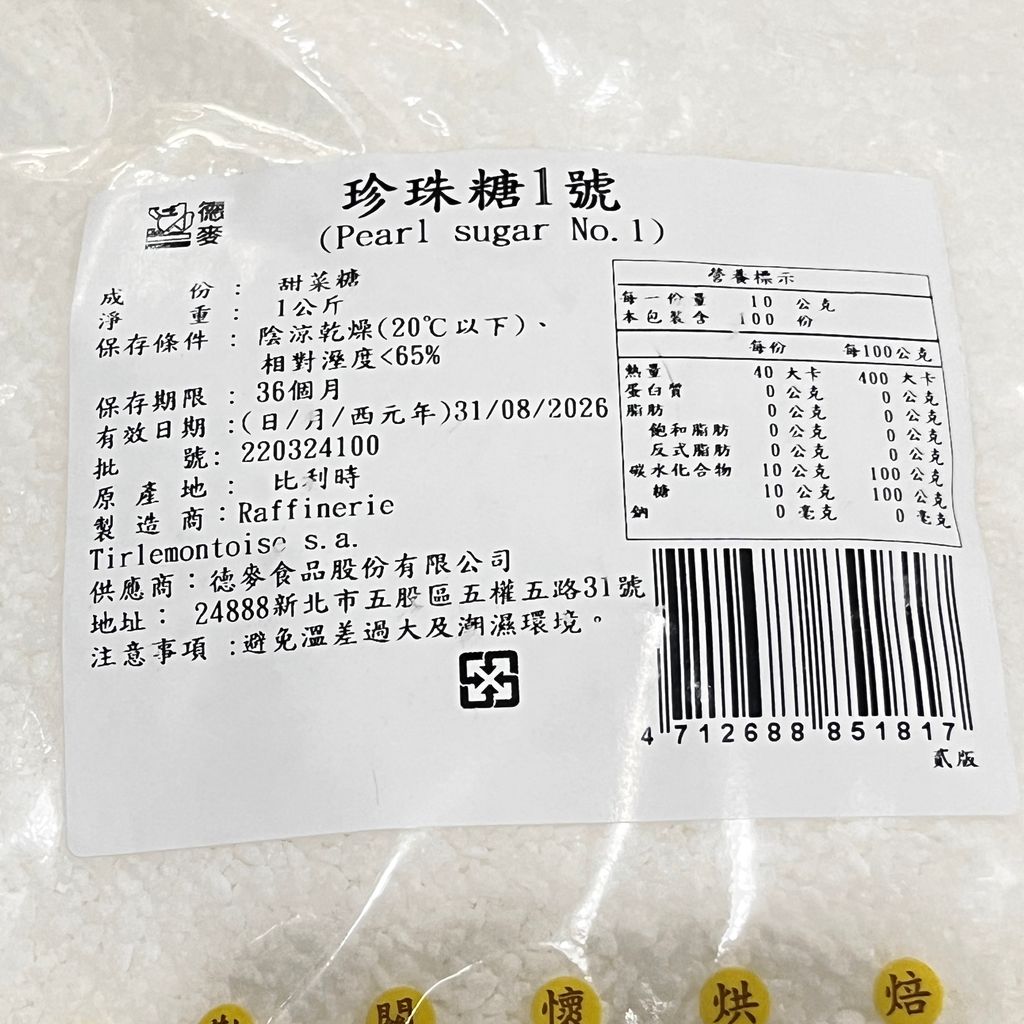 德麥
珍珠糖1號
(Pearl sugar No.1)
成份： 甜菜糖
淨重： 1公斤
保存條件：陰涼乾燥(20℃以下)、
相對溼度<65%
保存期限：36個月
有效日期:(日/月/西元年)31/08/2026
批號:220324100
原產地： 比利時
製造商:Raffinerie
Tirlemontoise s.a.
供應商：德麥食品股份有限公司
地址： 24888新北市五股區五權五路31號
注意事項:避免溫差過大及潮濕環境。
營養標示
每一份量 10 公克
本包裝含 100 份
每份 每100公克
熱量 40 大卡 400 大卡
蛋白質 0 公克 0 公克
脂肪 0 公克 0 公克
飽和脂肪 0 公克 0 公克
反式脂肪 0 公克 0 公克
碳水化合物 10 公克 100 公克
糖 10 公克 100 公克
鈉 0 毫克 0 毫克
4 712688 851817
貳版
關懷烘焙